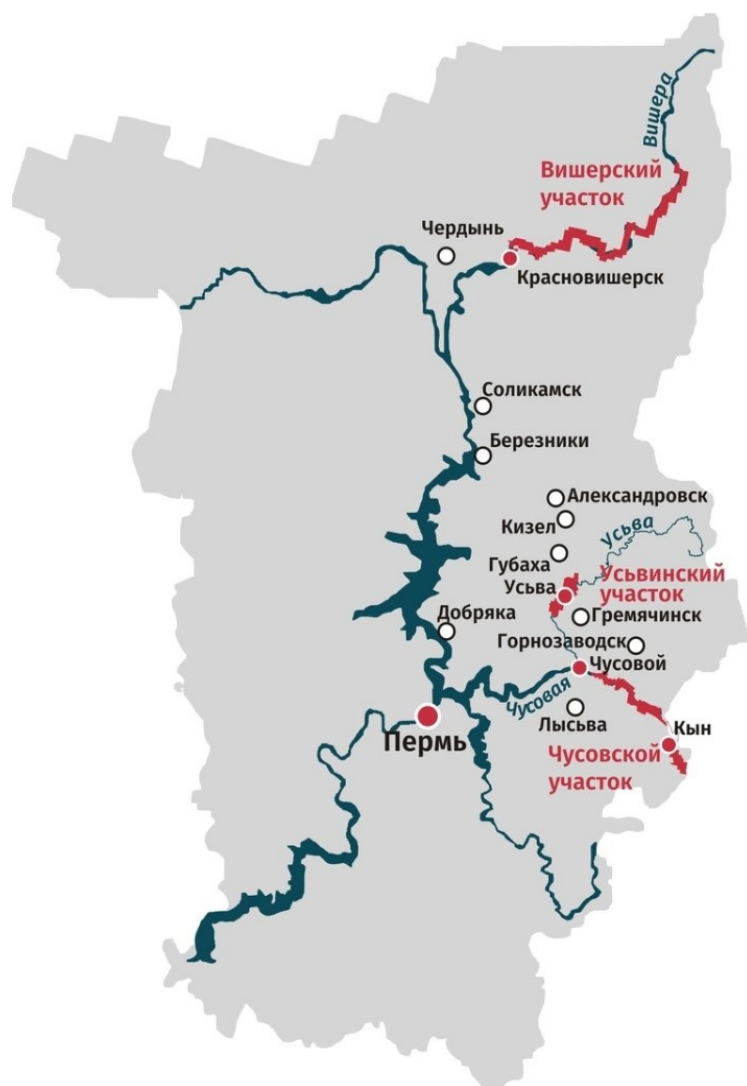 Вишера
Вишерский
участок
Чердынь
Красновишерск
Соликамск
Березники
Александровск
Кизел
Усьва
Губаха
Усьвинский
участок
Усьва
Гремячинск
Добряка
Горнозаводск
Чусовой
Чусовая
Лысьва
Кын
Пермь
Чусовской
участок